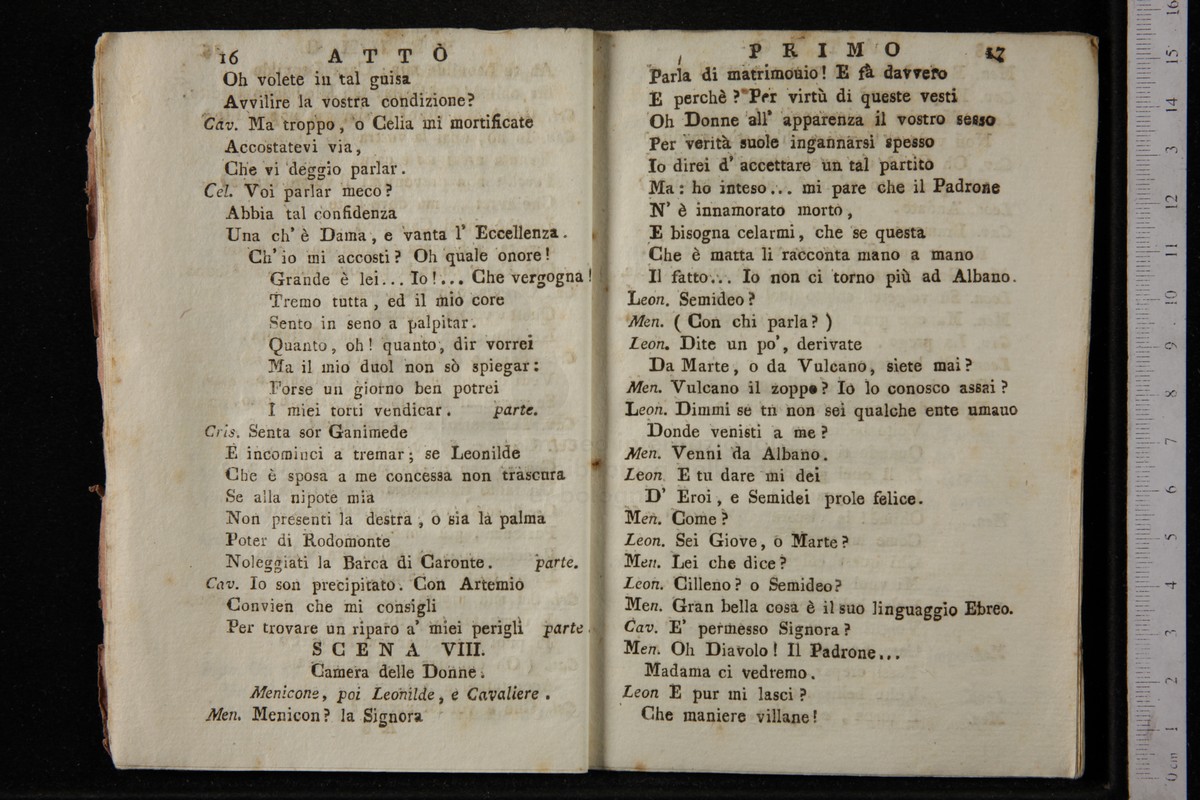 16 A T T O
Oh volete in tal guisa
Avvilire la vostra condizione?
Cav. Ma troppo, o Celia mi mortificate
Accostatevi via,
Che vi deggio parlar.
Cel. Voi parlar meco?
Abbia tal confidenza
Una ch' è Dama, e vanta l' Eccellenza.
Ch' io mi accosti? Oh quale onore!
Grande è lei... Io!... Che vergogna!
Tremo tutta, ed il mio core
Sento in seno a palpitar.
Quanto, oh! quanto, dir vorrei
Ma il mio duol non sò spiegar:
Forse un giorno ben potrei
I miei torti vendicar. parte.
Cris. Senta sor Ganimede
E incominci a tremar; se Leonilde
Che è sposa a me concessa non trascura
Se alla nipote mia
Non presenti la destra, o sia la palma
Poter di Rodomonte
Noleggiati la Barca di Caronte. parte.
Cav. Io son precipitato. Con Artemio
Convien che mi consigli
Per trovare un riparo a' miei perigli parte.
S C E N A VIII.
Camera delle Donne.
Menicone, poi Leonilde, e Cavaliere.
Men. Menicon? la Signora
P R I M O 17
Parla di matrimonio! E fà davvero
E perchè? Per virtù di queste vesti
Oh Donne all' apparenza il vostro sesso
Per verità suole ingannarsi spesso
Io direi d' accettare un tal partito
Ma: ho inteso... mi pare che il Padrone
N' è innamorato morto,
E bisogna celarmi, che se questa
Che è matta li racconta mano a mano
Il fatto... Io non ci torno più ad Albano.
Leon. Semideo?
Men. ( Con chi parla? )
Leon. Dite un po', derivate
Da Marte, o da Vulcano, siete mai?
Men. Vulcano il zoppo? Io lo conosco assai?
Leon. Dimmi se tn non sei qualche ente umano
Donde venisti a me?
Men. Venni da Albano.
Leon E tu dare mi dei
D' Eroi, e Semidei prole felice.
Men. Come?
Leon. Sei Giove, o Marte?
Men. Lei che dice?
Leon. Cilleno? o Semideo?
Men. Gran bella cosa è il suo linguaggio Ebreo.
Cav. E' permesso Signora?
Men. Oh Diavolo! Il Padrone...
Madama ci vedremo.
Leon E pur mi lasci?
Che maniere villane!